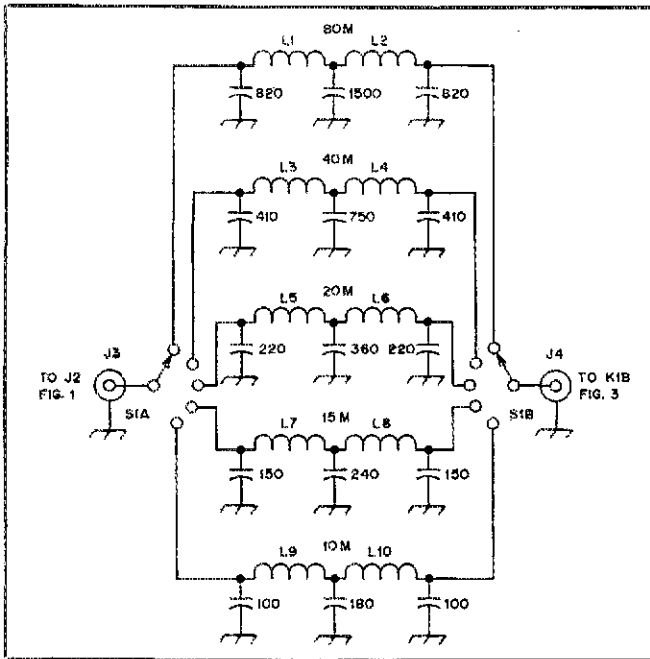 80M
L1 L2
820 1500 820
40M
L3 L4
410 750 410
20M
L5 L6
220 360 220
J3
TO J2
FIG. 1
S1A
J4
TO K1B
FIG. 3
S1B
15M
L7 L8
150 240 150
10M
L9 L10
100 180 100